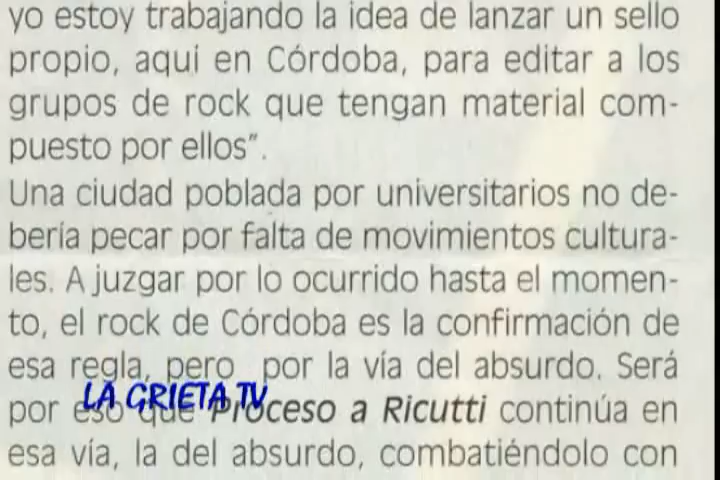 yo estoy trabajando la idea de lanzar un sello
propio, aqui en Córdoba, para editar a los
grupos de rock que tengan material com-
puesto por ellos".
Una ciudad poblada por universitarios no de-
bería pecar por falta de movimientos cultura-
les. A juzgar por lo ocurrido hasta el momen-
to, el rock de Córdoba es la confirmación de
esa regla, pero por la vía del absurdo. Será
por eso que Proceso a Ricutti continúa en
LA GRIETA TV
esa vía, la del absurdo, combatiéndolo con